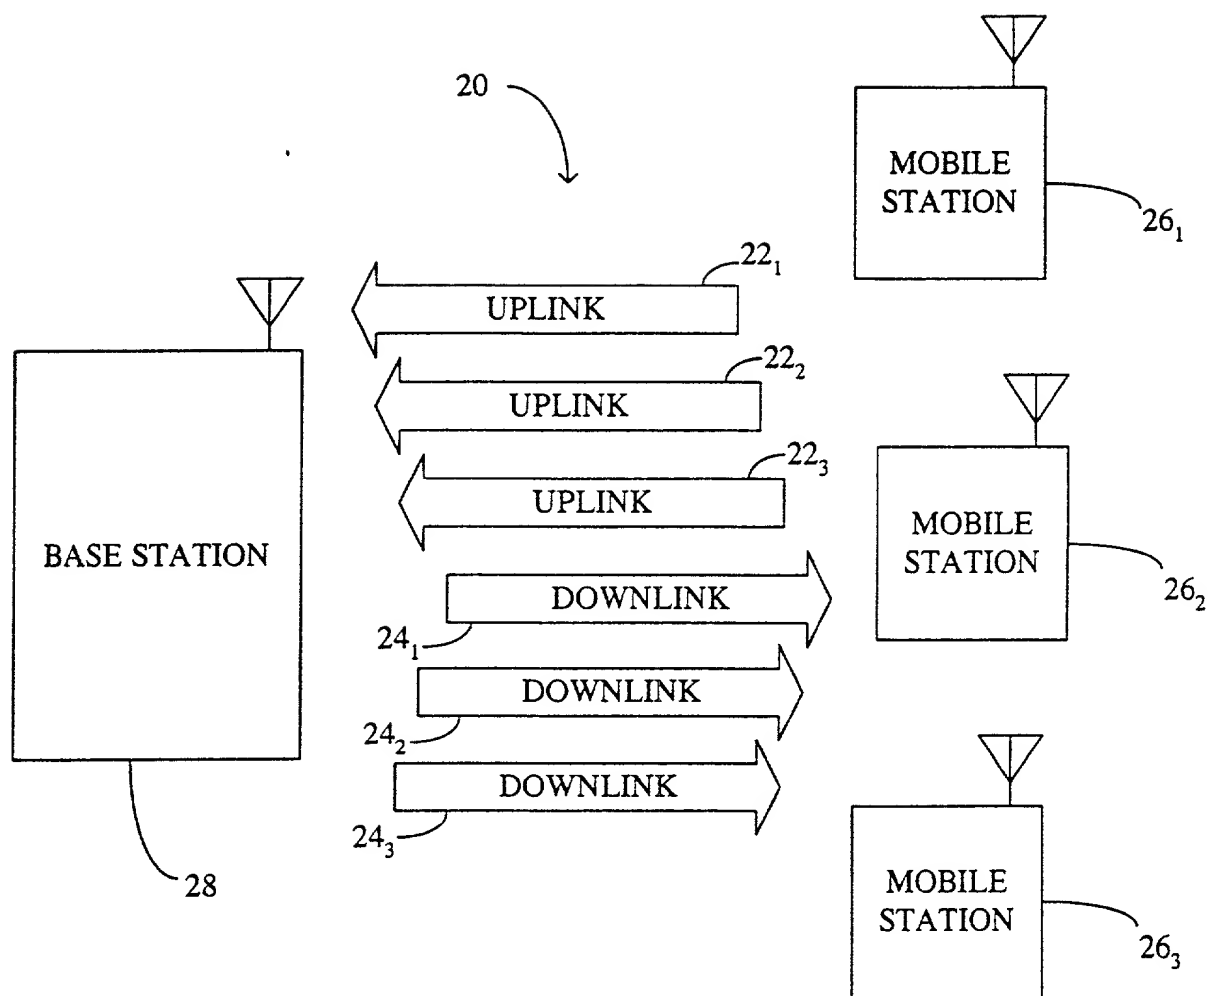 20
MOBILE
STATION
26₁
22₁
UPLINK
22₂
UPLINK
22₃
UPLINK
BASE STATION
MOBILE
STATION
26₂
DOWNLINK
24₁
DOWNLINK
24₂
DOWNLINK
24₃
28
MOBILE
STATION
26₃